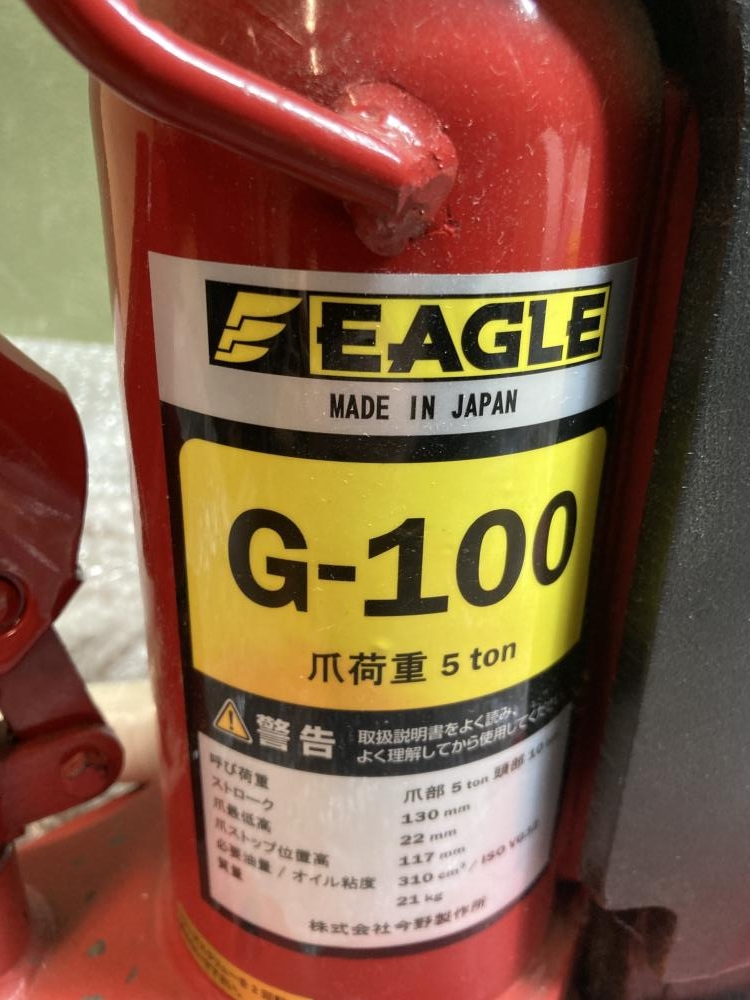 EAGLE
MADE IN JAPAN
G-100
爪荷重 5 ton
警告 取扱説明書をよく読み、
よく理解してから使用してくだ
呼び荷重 爪部 5 ton 頭部 10
ストローク 130 mm
爪最低高 22 mm
爪ストップ位置高 117 mm
必要油量 / オイル粘度 310 cm³ / ISO VG32
質量 21 kg
株式会社今野製作所